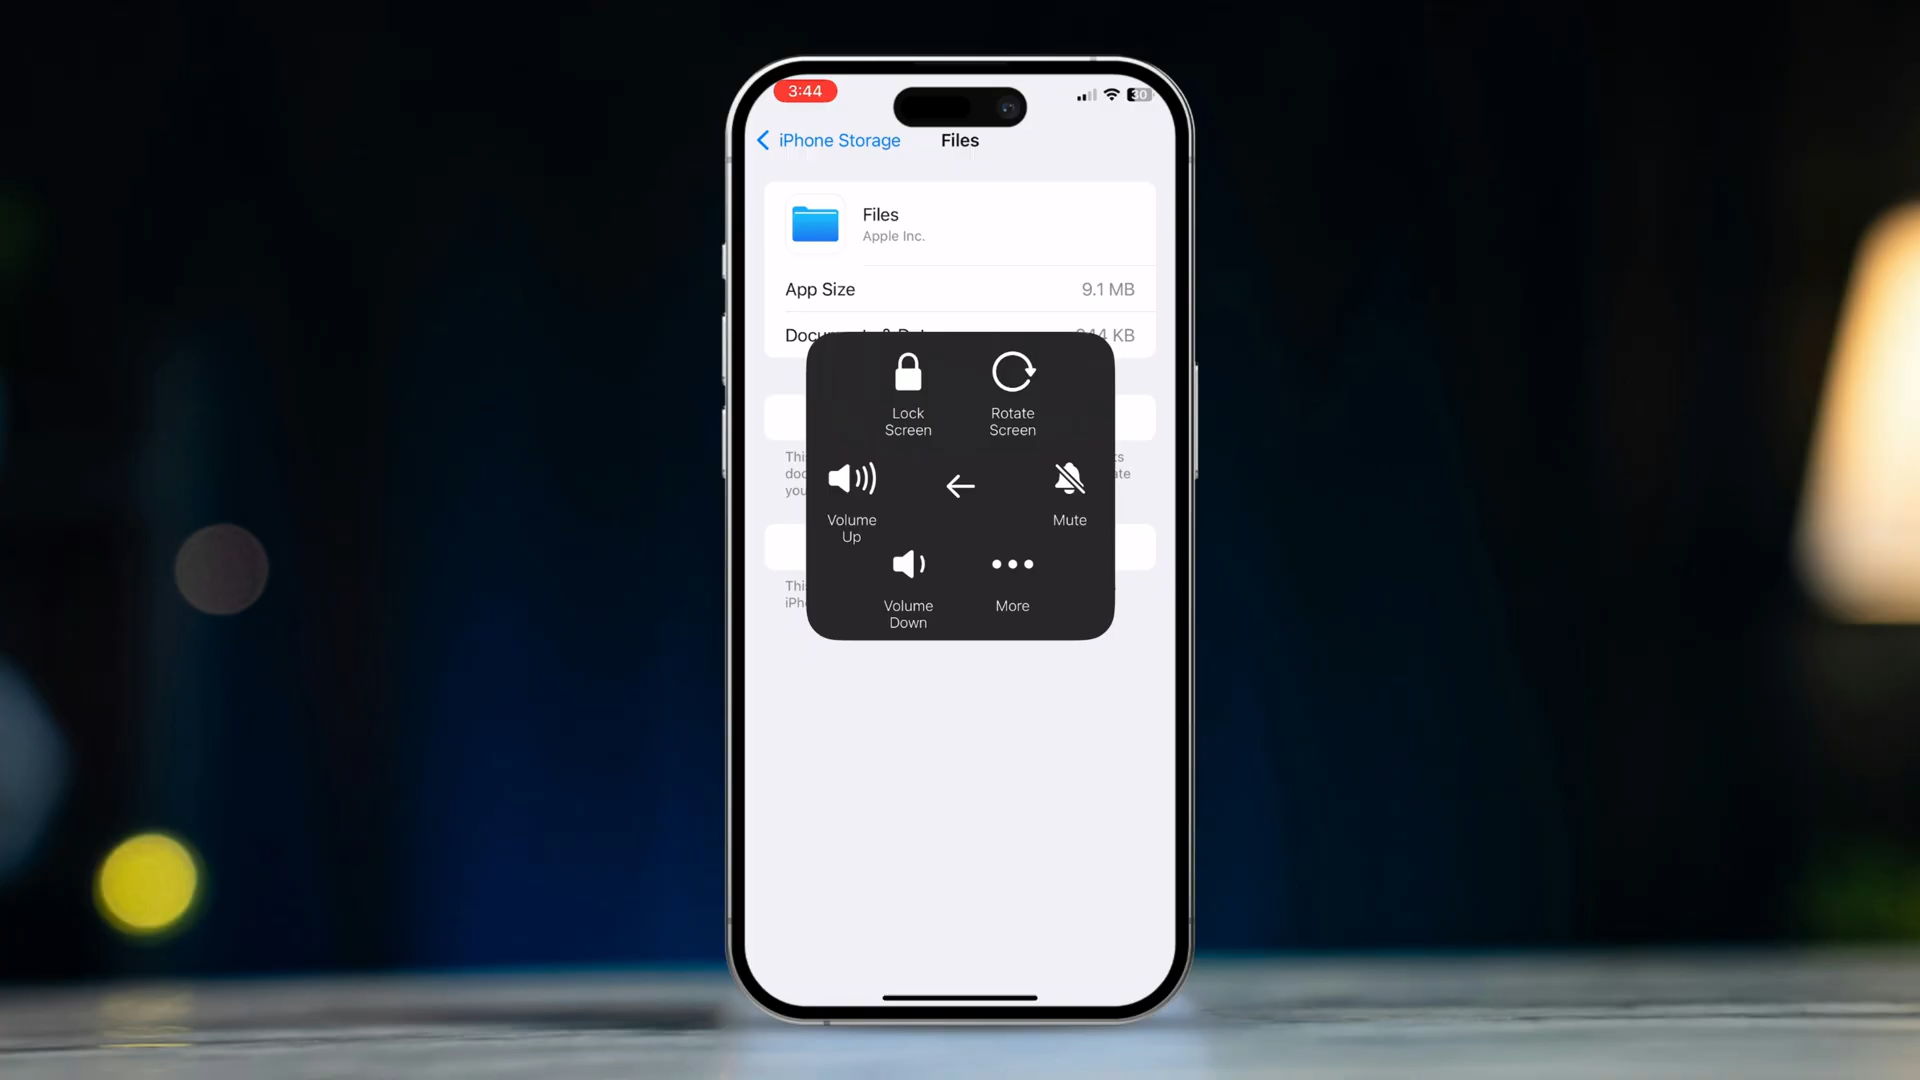 3:44
30
iPhone Storage
Files
Files
Apple Inc.
App Size
9.1 MB
KB
Lock
Screen
Rotate
Screen
Volume
Up
Mute
Volume
Down
More